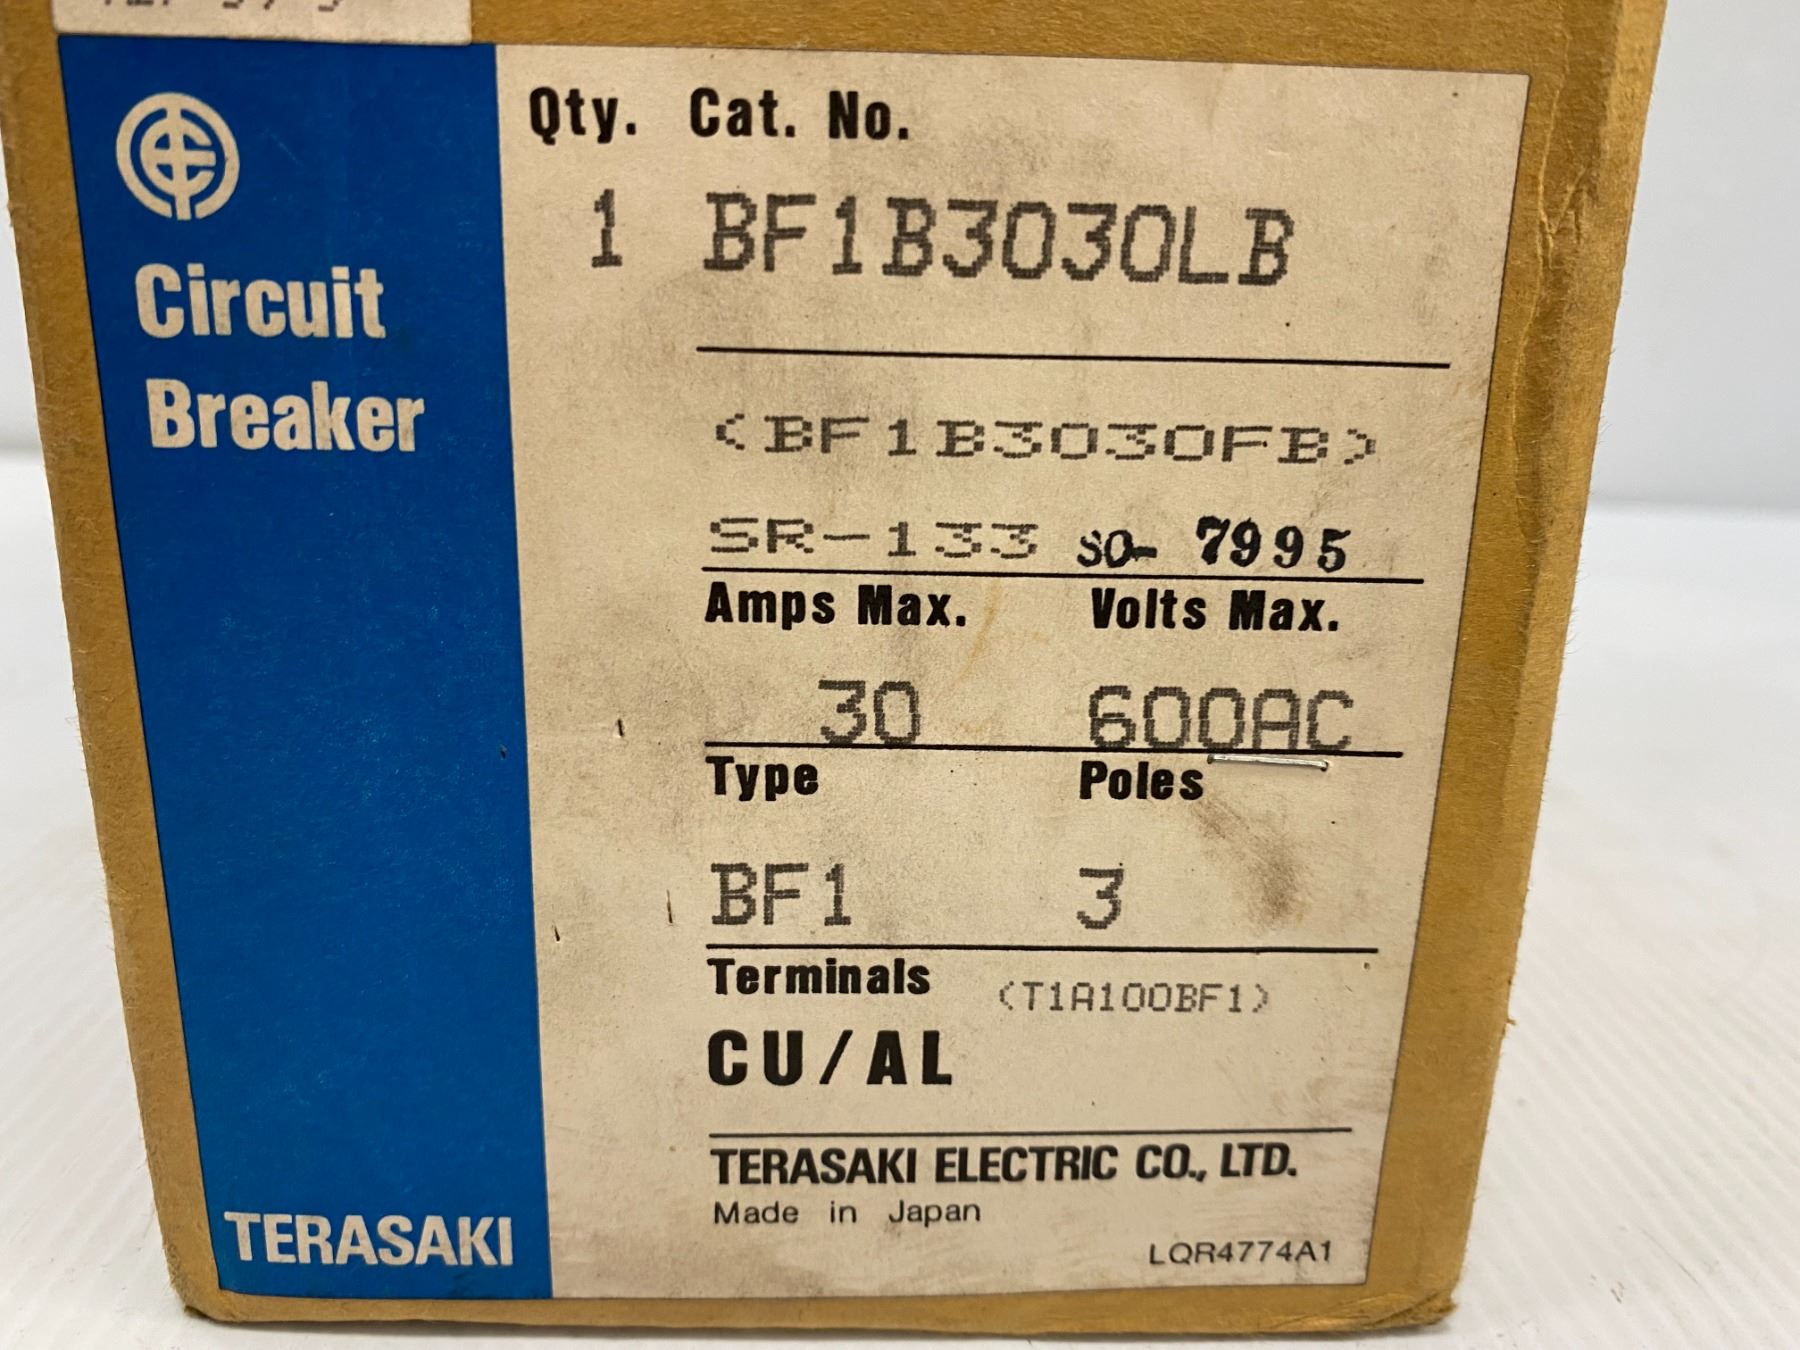 Circuit
Breaker
TERASAKI
Qty. Cat. No.
1 BF1B3030LB
<BF1B3030FB>
SR-133 SO- 7995
Amps Max. Volts Max.
30 600AC
Type Poles
BF1 3
Terminals <T1A100BF1>
CU/AL
TERASAKI ELECTRIC CO., LTD.
Made in Japan
LQR4774A1